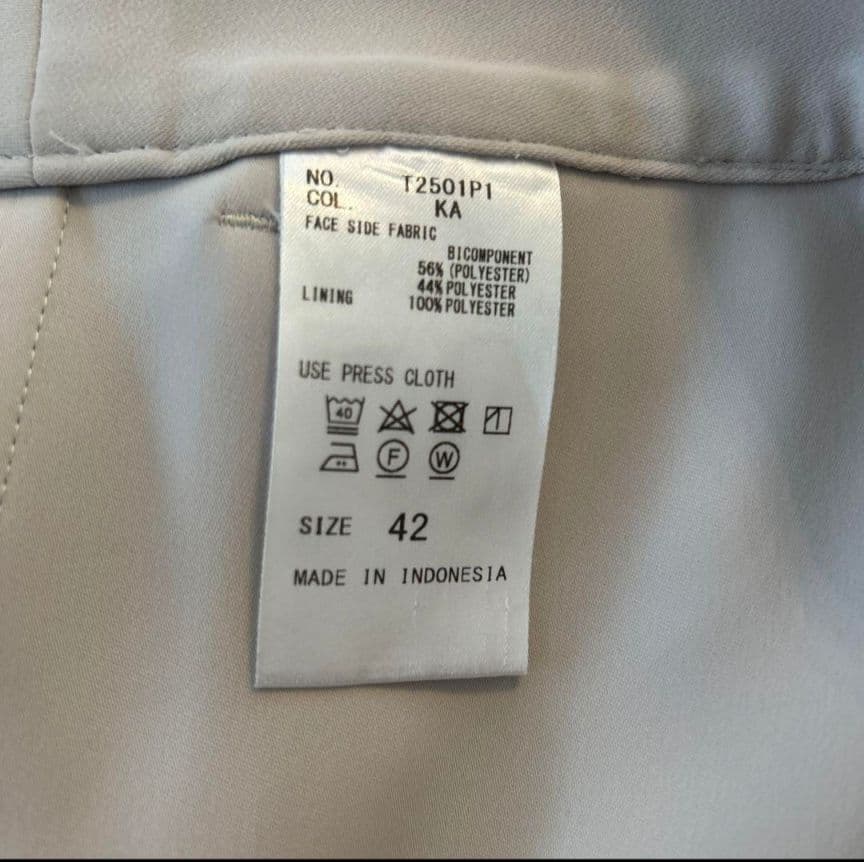 NO. T2501P1
COL. KA
FACE SIDE FABRIC
BICOMPONENT
56% (POLYESTER)
44% POLYESTER
LINING 100% POLYESTER
USE PRESS CLOTH
40
F W
SIZE 42
MADE IN INDONESIA